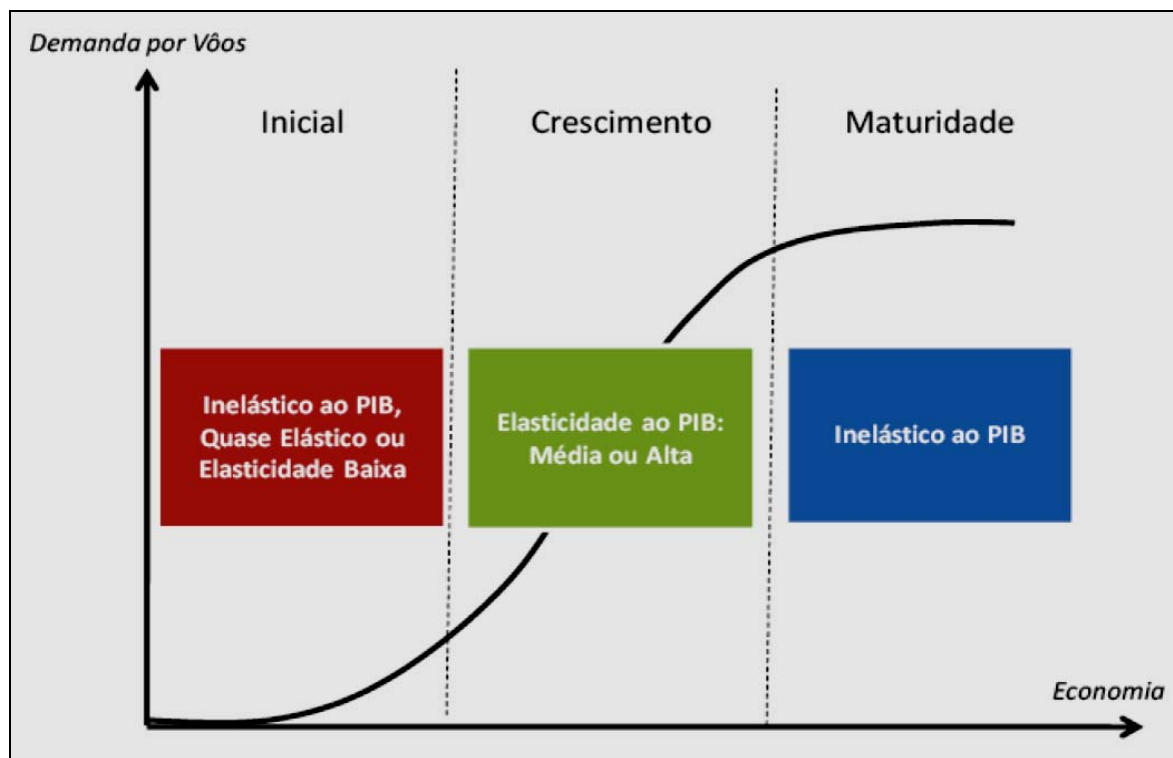 Demanda por Vôos
Inicial
Crescimento
Maturidade
Inelástico ao PIB,
Quase Elástico ou
Elasticidade Baixa
Elasticidade ao PIB:
Média ou Alta
Inelástico ao PIB
Economia